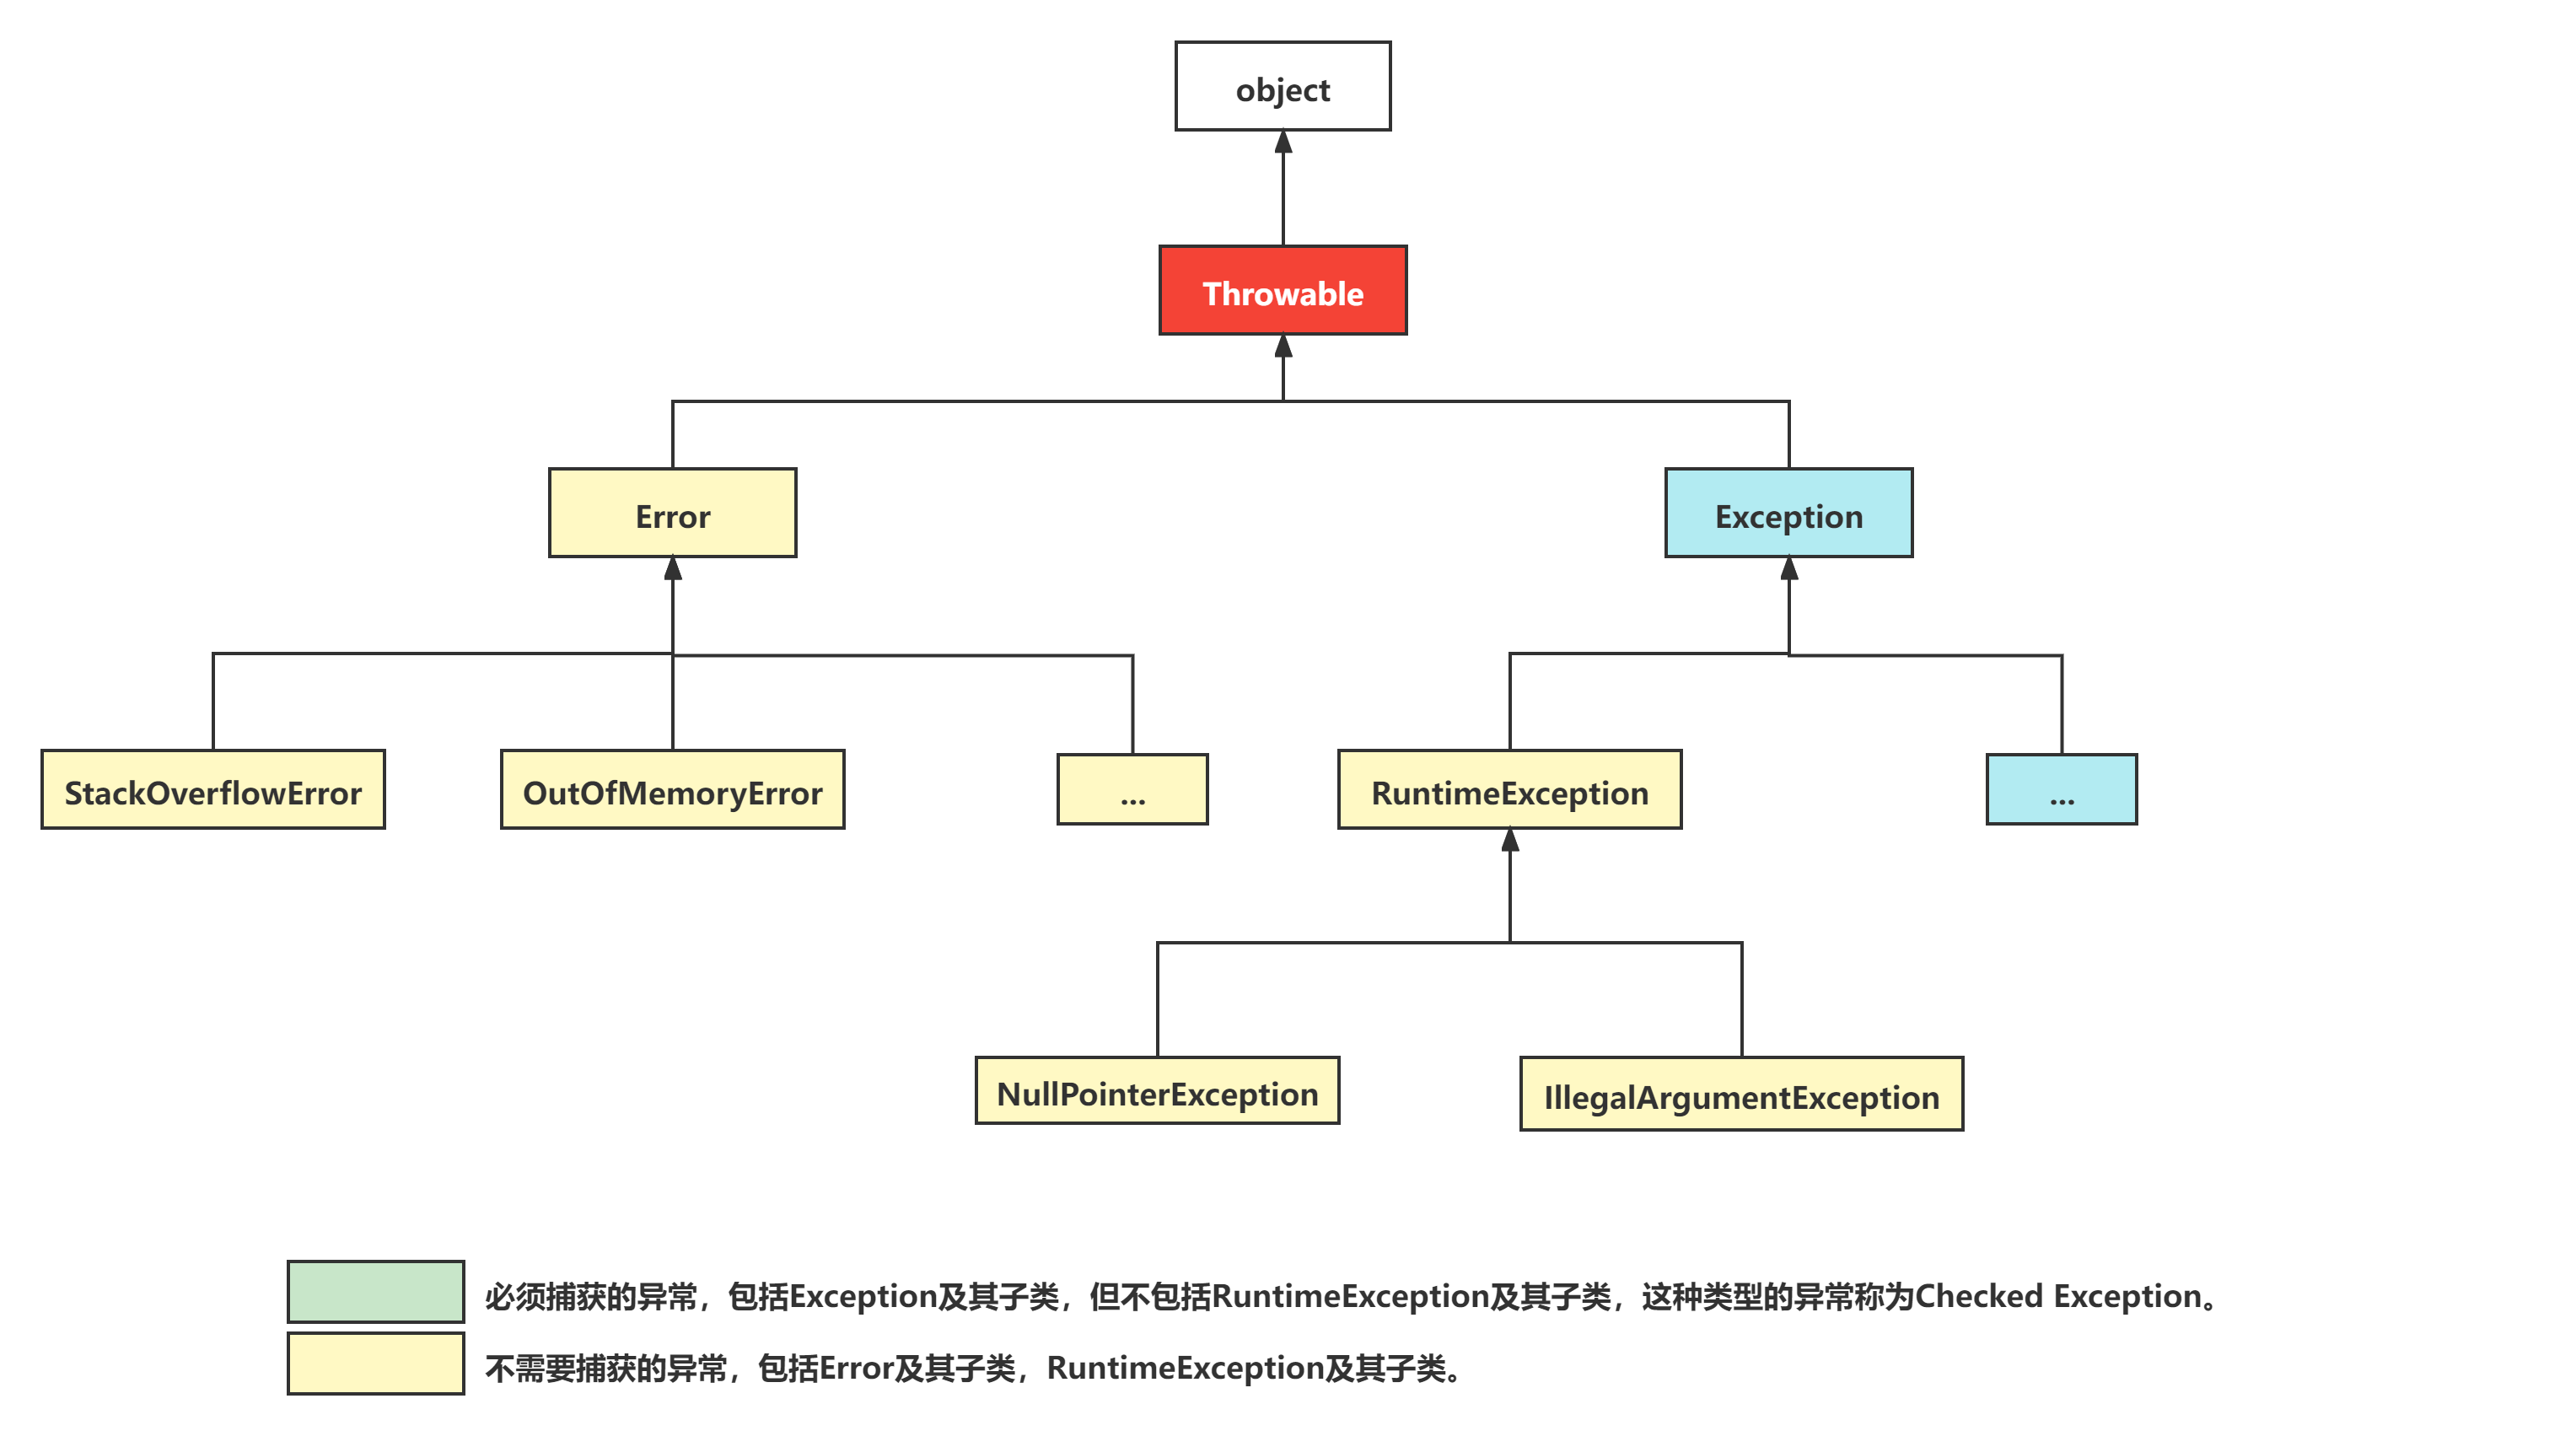 object
Throwable
Error
Exception
StackOverflowError
OutOfMemoryError
...
RuntimeException
...
NullPointerException
IllegalArgumentException
必须捕获的异常，包括Exception及其子类，但不包括RuntimeException及其子类，这种类型的异常称为Checked Exception。
不需要捕获的异常，包括Error及其子类，RuntimeException及其子类。